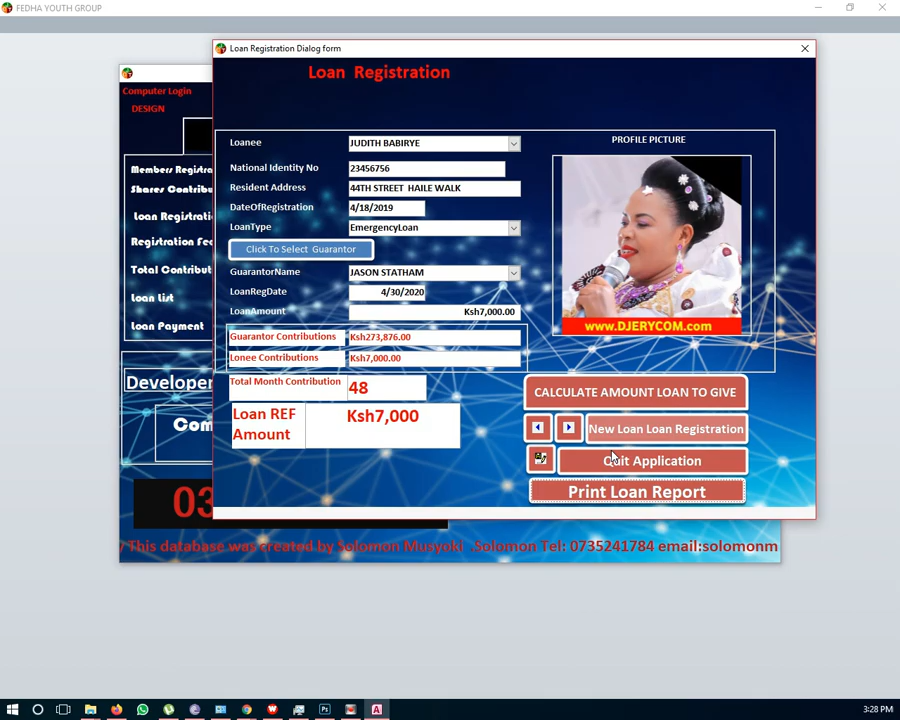 FEDHA YOUTH GROUP
Loan Registration Dialog form
Loan Registration
Computer Login
DESIGN
Members Registra
Shares Contribu
Loan Registrati
Registration Fee
Total Contribut
Loan List
Loan Payment
Developer
Com
03
Loanee JUDITH BABIRYE
National Identity No 23456756
Resident Address 44TH STREET HAILE WALK
DateOfRegistration 4/18/2019
LoanType EmergencyLoan
Click To Select Guarantor
GuarantorName JASON STATHAM
LoanRegDate 4/30/2020
LoanAmount Ksh7,000.00
Guarantor Contributions Ksh273,876.00
Lonee Contributions Ksh7,000.00
Total Month Contribution 48
Loan REF Ksh7,000
Amount
PROFILE PICTURE
www.DJERYCOM.com
CALCULATE AMOUNT LOAN TO GIVE
New Loan Loan Registration
Quit Application
Print Loan Report
This database was created by Solomon Musyoki .Solomon Tel: 0735241784 email:solomonm
3:28 PM